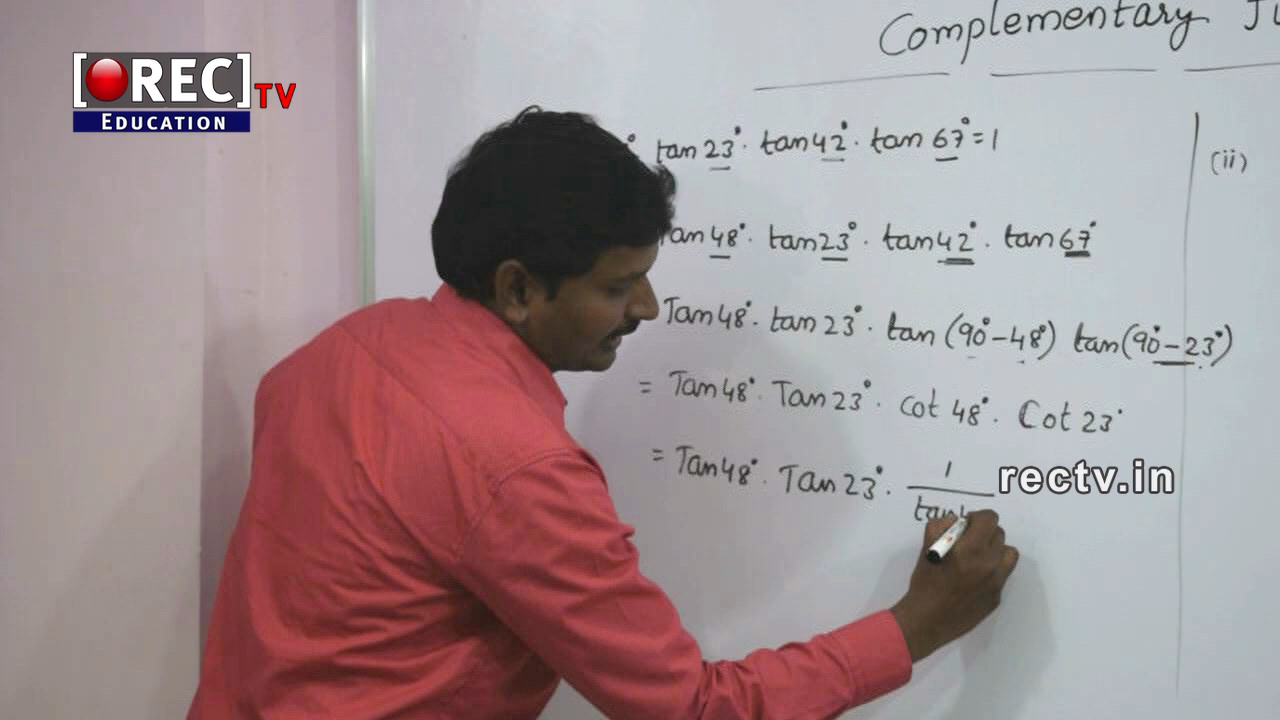 Complementary
[REC] TV
EDUCATION
tan 23° · tan 42° · tan 67° = 1
(ii)
tan 48° · tan 23° · tan 42° · tan 67°
Tan 48° · tan 23° · tan (90° - 48°) tan (90° - 23°)
= Tan 48° · Tan 23° · cot 48° · Cot 23°
= Tan 48° · Tan 23° · 1
rectv.in
tan 4